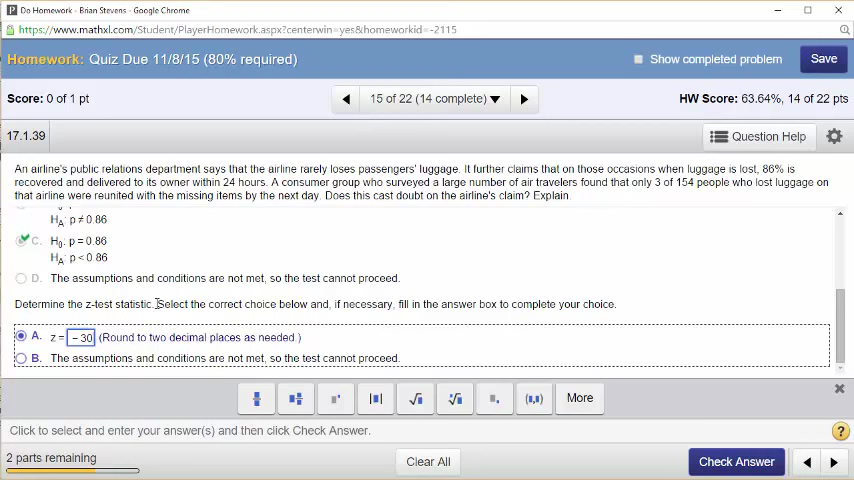 Do Homework - Brian Stevens - Google Chrome
https://www.mathxl.com/Student/PlayerHomework.aspx?centerwin=yes&homeworkid=-2115
Homework: Quiz Due 11/8/15 (80% required)
Show completed problem
Save
Score: 0 of 1 pt
15 of 22 (14 complete)
HW Score: 63.64%, 14 of 22 pts
17.1.39
Question Help
An airline's public relations department says that the airline rarely loses passengers' luggage. It further claims that on those occasions when luggage is lost, 86% is
recovered and delivered to its owner within 24 hours. A consumer group who surveyed a large number of air travelers found that only 3 of 154 people who lost luggage on
that airline were reunited with the missing items by the next day. Does this cast doubt on the airline's claim? Explain.
HA: p ≠ 0.86
C. H0: p = 0.86
HA: p < 0.86
D. The assumptions and conditions are not met, so the test cannot proceed.
Determine the z-test statistic. Select the correct choice below and, if necessary, fill in the answer box to complete your choice.
A. z = -30 (Round to two decimal places as needed.)
B. The assumptions and conditions are not met, so the test cannot proceed.
More
Click to select and enter your answer(s) and then click Check Answer.
?
2 parts remaining
Clear All
Check Answer